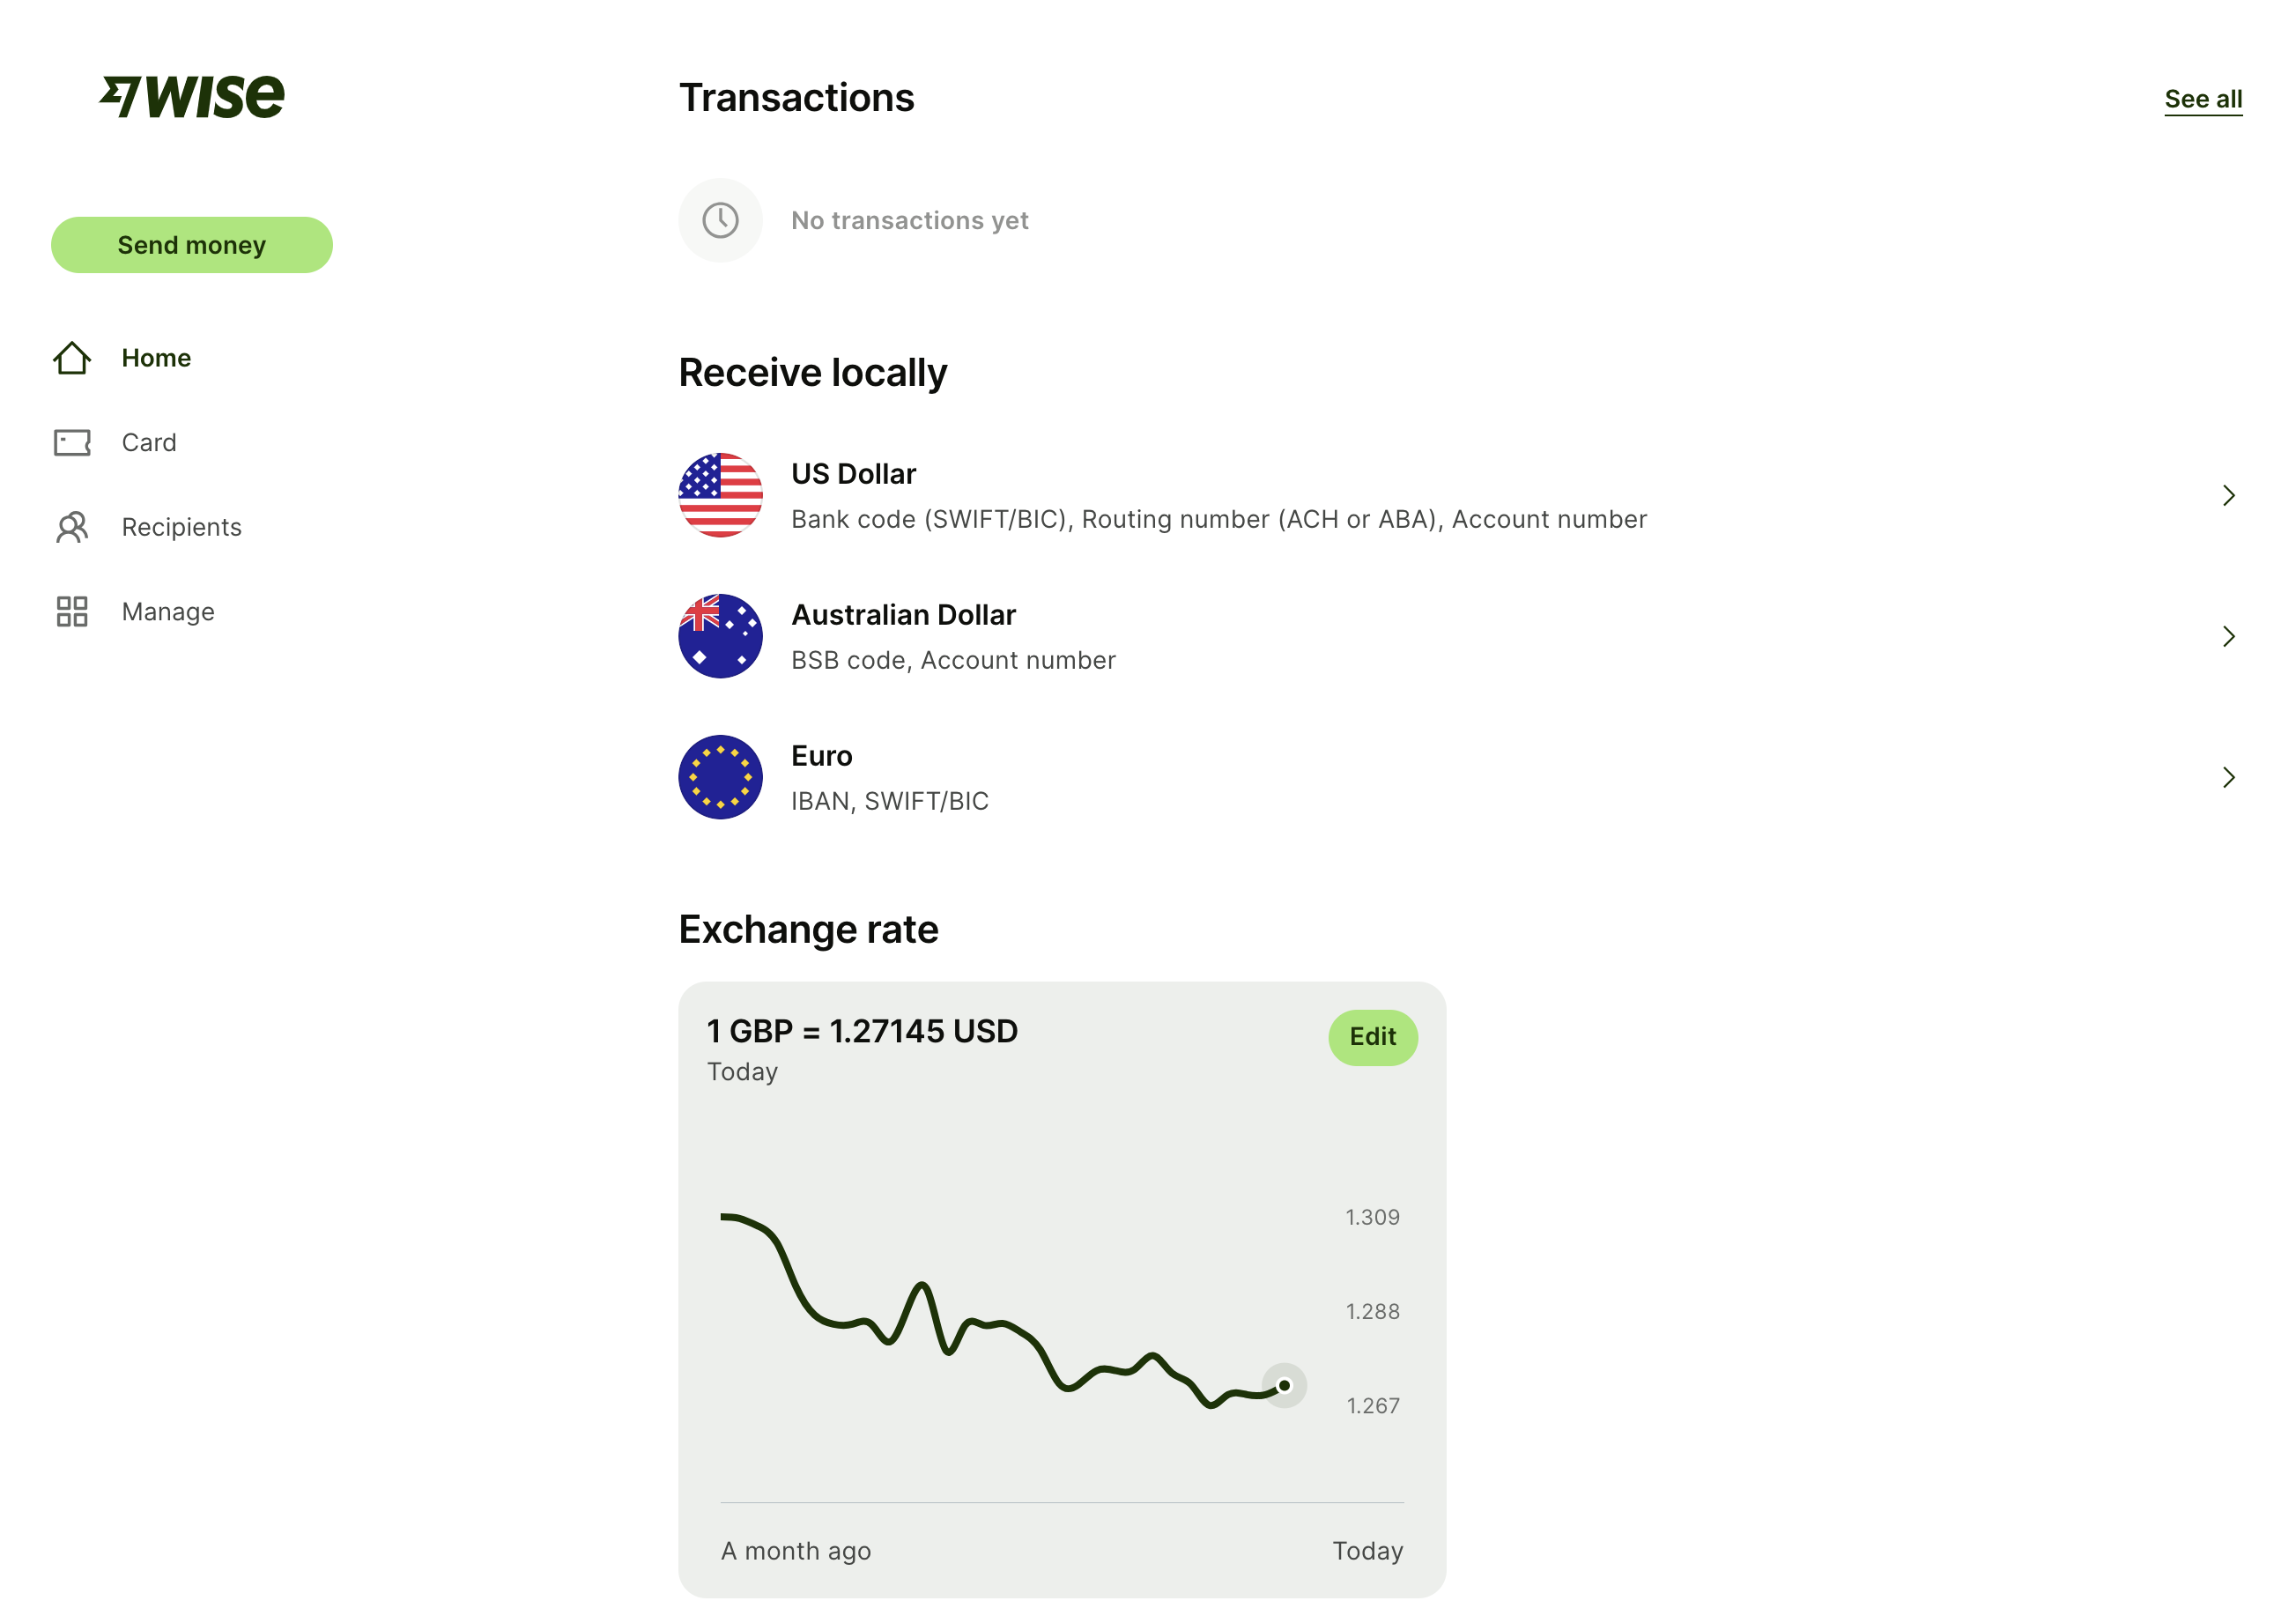 wise
Send money
Home
Card
Recipients
Manage
Transactions
See all
No transactions yet
Receive locally
US Dollar
Bank code (SWIFT/BIC), Routing number (ACH or ABA), Account number
Australian Dollar
BSB code, Account number
Euro
IBAN, SWIFT/BIC
Exchange rate
1 GBP = 1.27145 USD
Edit
Today
1.309
1.288
1.267
A month ago
Today